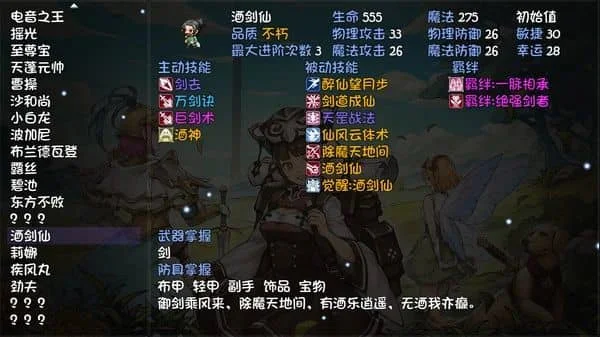 电音之王
摇光
至尊宝
天蓬元帅
曹操
沙和尚
小白龙
波加尼
布兰德瓦登
露丝
碧池
东方不败
？？？
酒剑仙
莉娜
疾风丸
劲夫
？？？
？？？
酒剑仙 生命 555 魔法 275 初始值
品质 不朽 物理攻击 33 物理防御 26 敏捷 30
最大进阶次数 3 魔法攻击 26 魔法防御 26 幸运 28
主动技能 被动技能 羁绊
剑去 醉仙望月步 羁绊:一脉相承
万剑诀 剑道成仙 羁绊:绝强剑者
巨剑术 天罡战法
酒神 仙风云体术
除魔天地间
酒剑仙
觉醒:酒剑仙
武器掌握
剑
防具掌握
布甲 轻甲 副手 饰品 宝物
御剑乘风来、除魔天地间、有酒乐逍遥、无酒我亦癫。